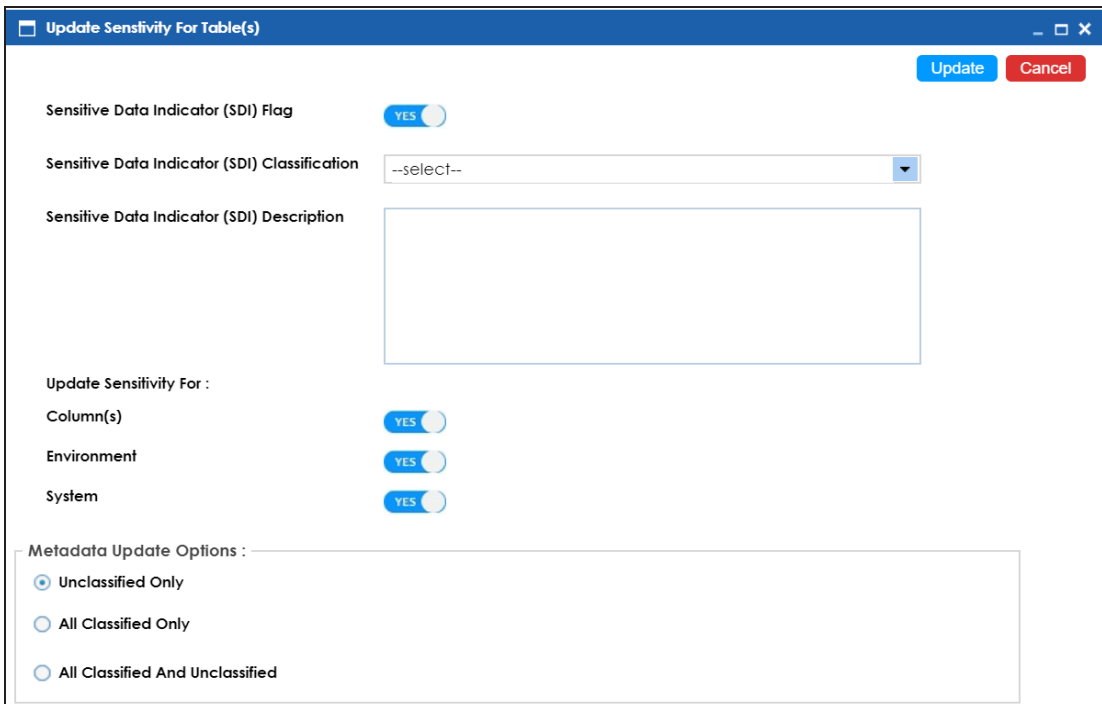 Update Senstivity For Table(s)
Update Cancel
Sensitive Data Indicator (SDI) Flag YES
Sensitive Data Indicator (SDI) Classification --select--
Sensitive Data Indicator (SDI) Description
Update Sensitivity For :
Column(s) YES
Environment YES
System YES
Metadata Update Options :
Unclassified Only
All Classified Only
All Classified And Unclassified